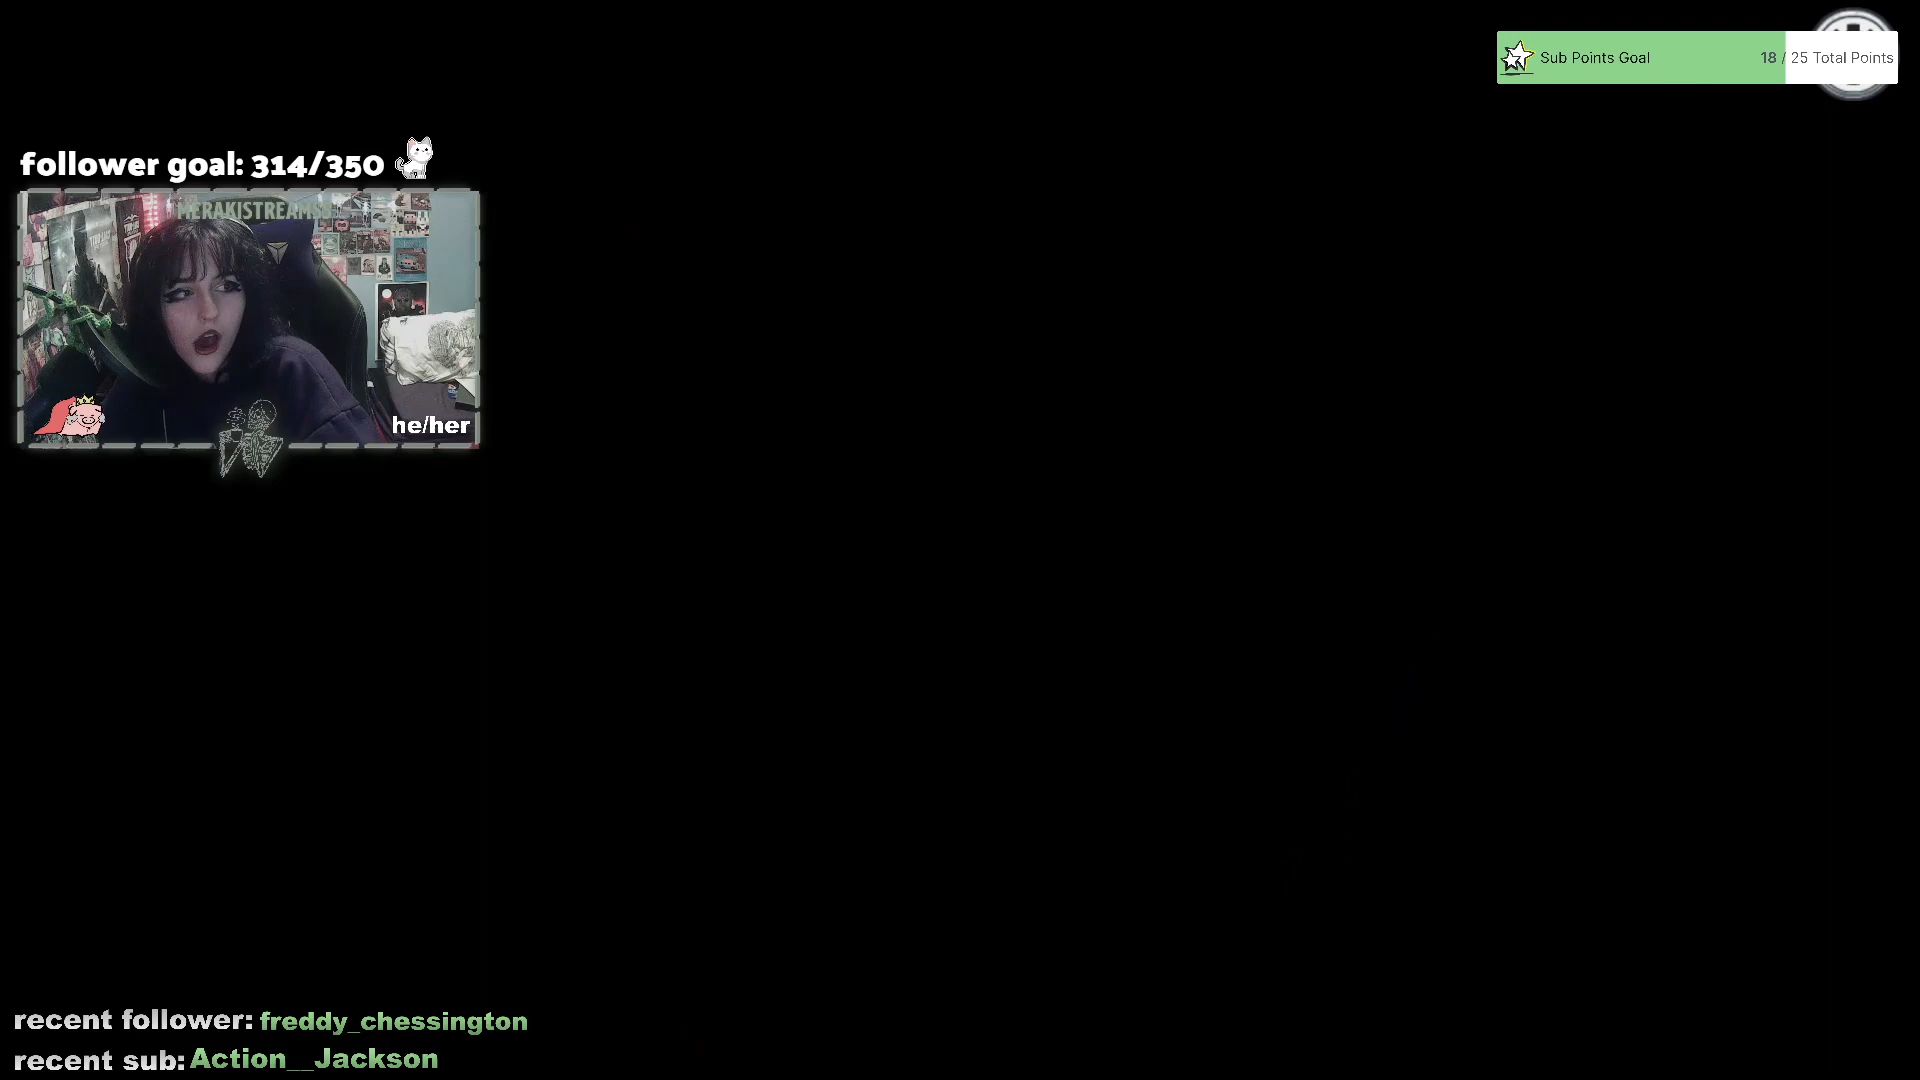 Sub Points Goal 18 / 25 Total Points
follower goal: 314/350
MERAKISTREAMSS
he/her
recent follower: freddy_chessington
recent sub: Action__Jackson